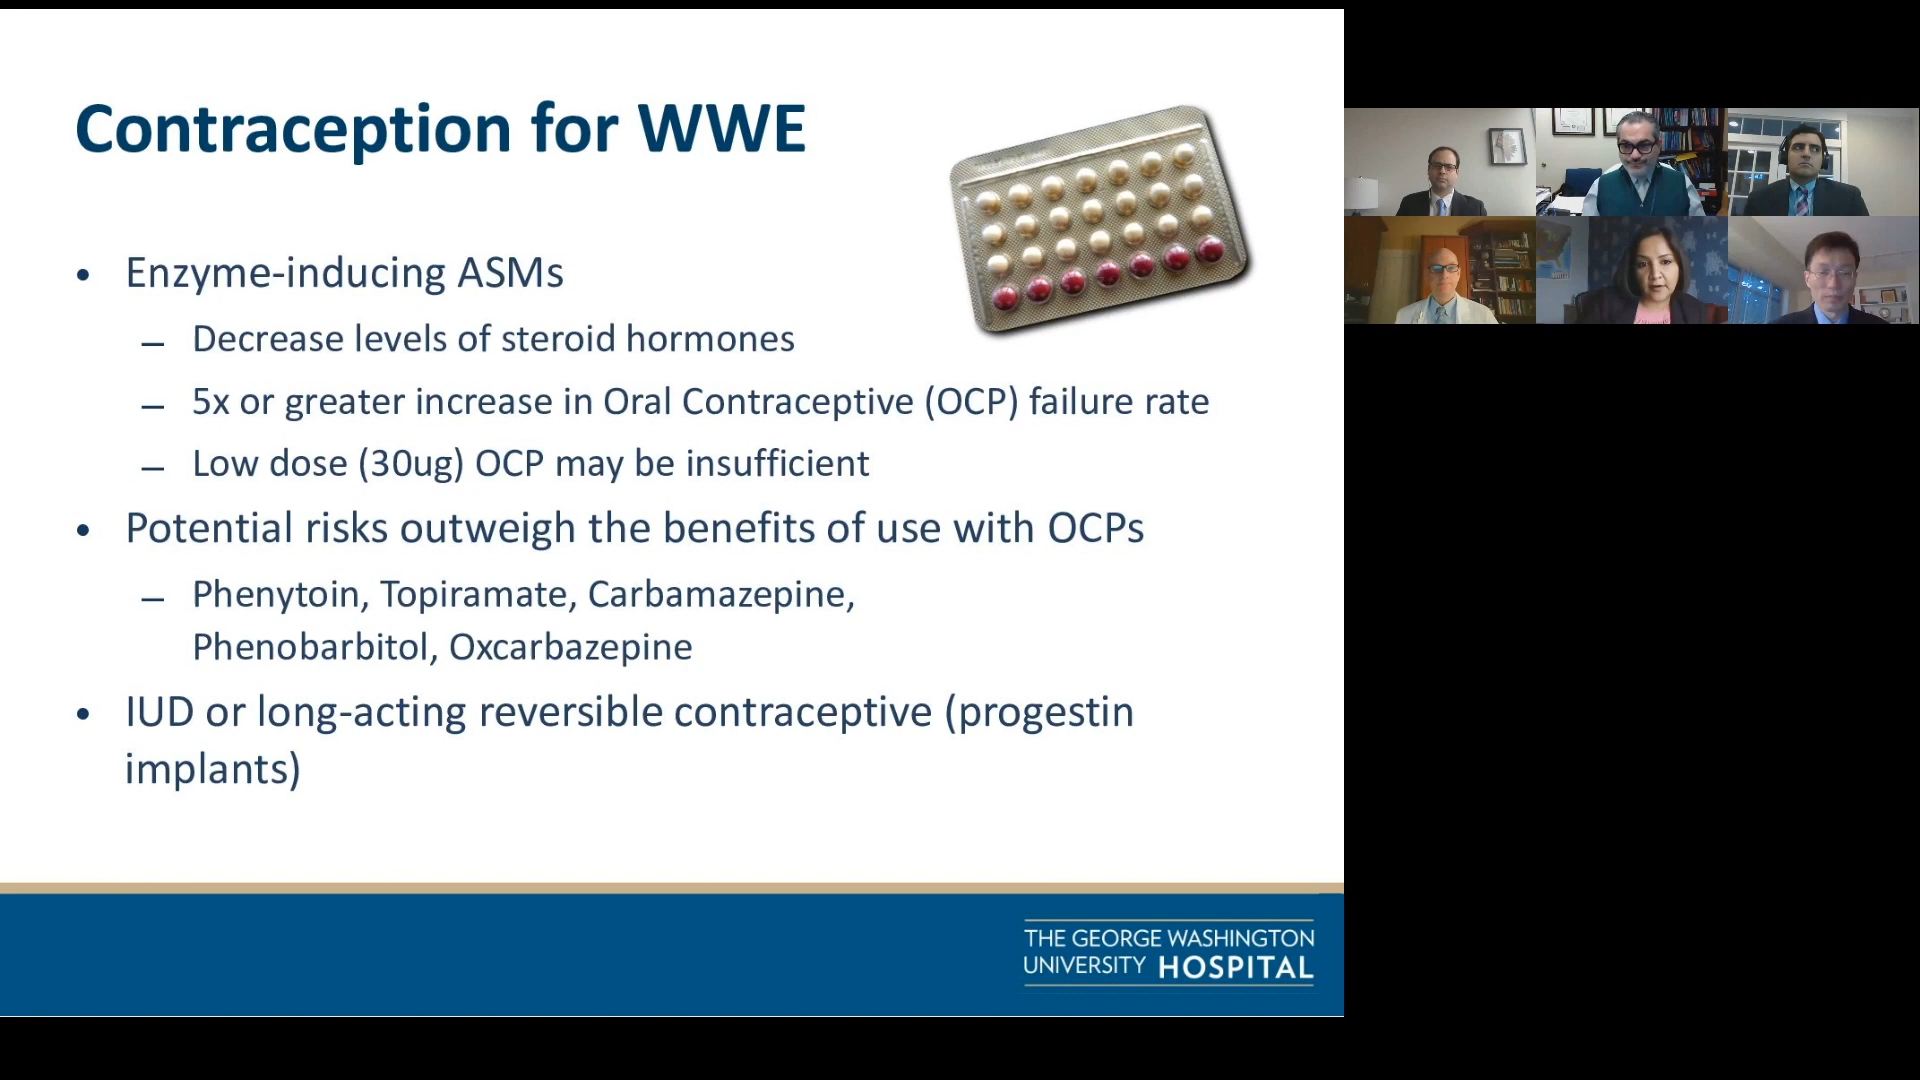 Contraception for WWE
• Enzyme-inducing ASMs
– Decrease levels of steroid hormones
– 5x or greater increase in Oral Contraceptive (OCP) failure rate
– Low dose (30ug) OCP may be insufficient
• Potential risks outweigh the benefits of use with OCPs
– Phenytoin, Topiramate, Carbamazepine,
Phenobarbitol, Oxcarbazepine
• IUD or long-acting reversible contraceptive (progestin
implants)
THE GEORGE WASHINGTON
UNIVERSITY HOSPITAL